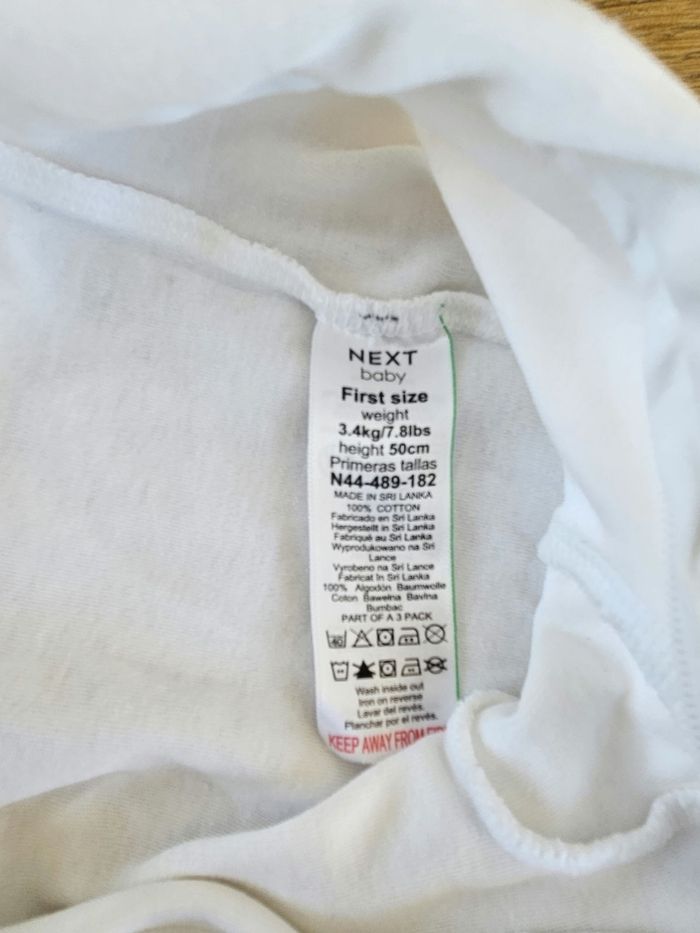 NEXT
baby
First size
weight
3.4kg/7.8lbs
height 50cm
Primeras tallas
N44-489-182
MADE IN SRI LANKA
100% COTTON
Fabricado en Sri Lanka
Hergestellt in Sri Lanka
Fabriqué au Sri Lanka
Wyprodukowano na Sri
Lance
Vyrobeno na Sri Lance
Fabricat în Sri Lanka
100% Algodón Baumwolle
Coton Bawełna Bavlna
Bumbac
PART OF A 3 PACK
40
Wash inside out
Iron on reverse
Lavar del revés.
Planchar por el revés.
KEEP AWAY FROM